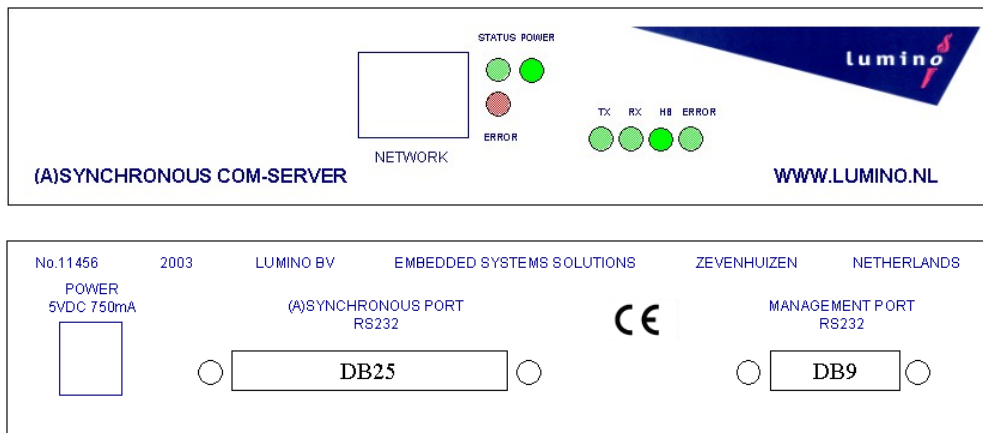 STATUS POWER
lumino
TX RX HB ERROR
ERROR
NETWORK
(A)SYNCHRONOUS COM-SERVER
WWW.LUMINO.NL
No.11456 2003 LUMINO BV EMBEDDED SYSTEMS SOLUTIONS ZEVENHUIZEN NETHERLANDS
POWER
5VDC 750mA
(A)SYNCHRONOUS PORT
RS232
CE
MANAGEMENT PORT
RS232
DB25
DB9